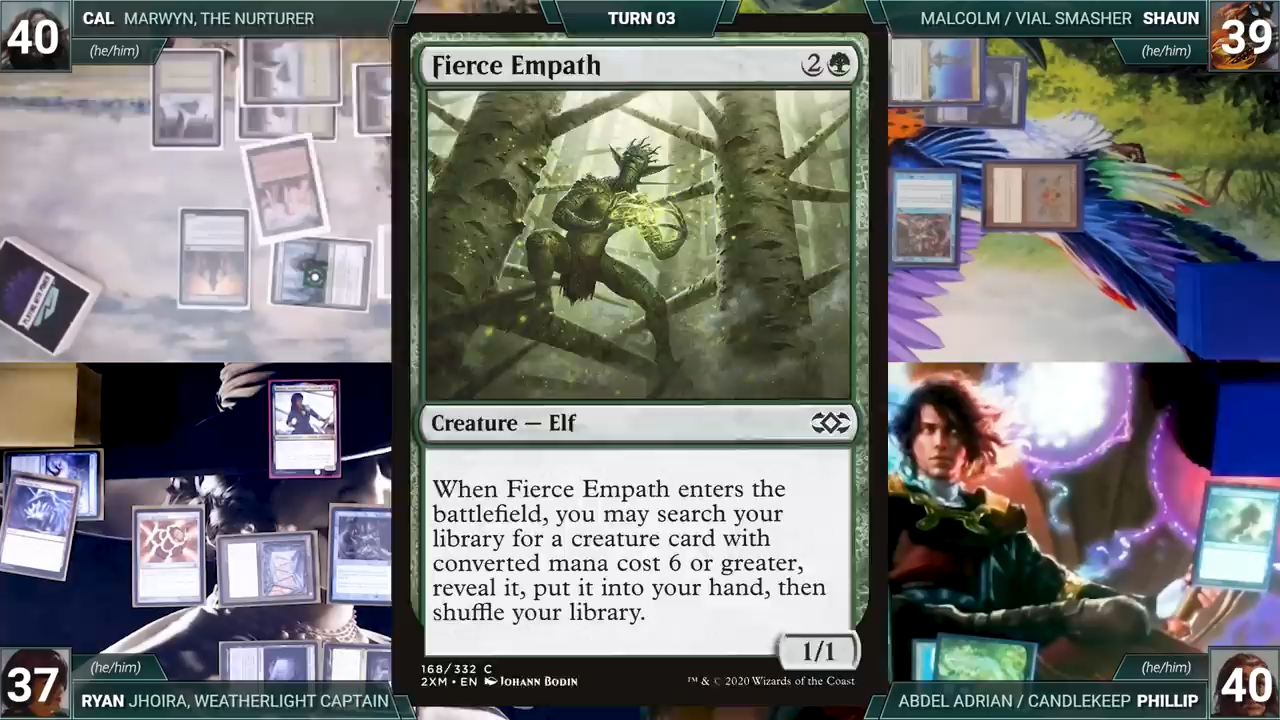 40
CAL MARWYN, THE NURTURER
(he/him)
TURN 03
MALCOLM / VIAL SMASHER SHAUN
(he/him)
39
Fierce Empath
2
Creature — Elf
When Fierce Empath enters the
battlefield, you may search your
library for a creature card with
converted mana cost 6 or greater,
reveal it, put it into your hand, then
shuffle your library.
1/1
168/332 C
2XM • EN Johann Bodin
™ & © 2020 Wizards of the Coast
37
(he/him)
RYAN JHOIRA, WEATHERLIGHT CAPTAIN
(he/him)
ABDEL ADRIAN / CANDLEKEEP PHILLIP
40